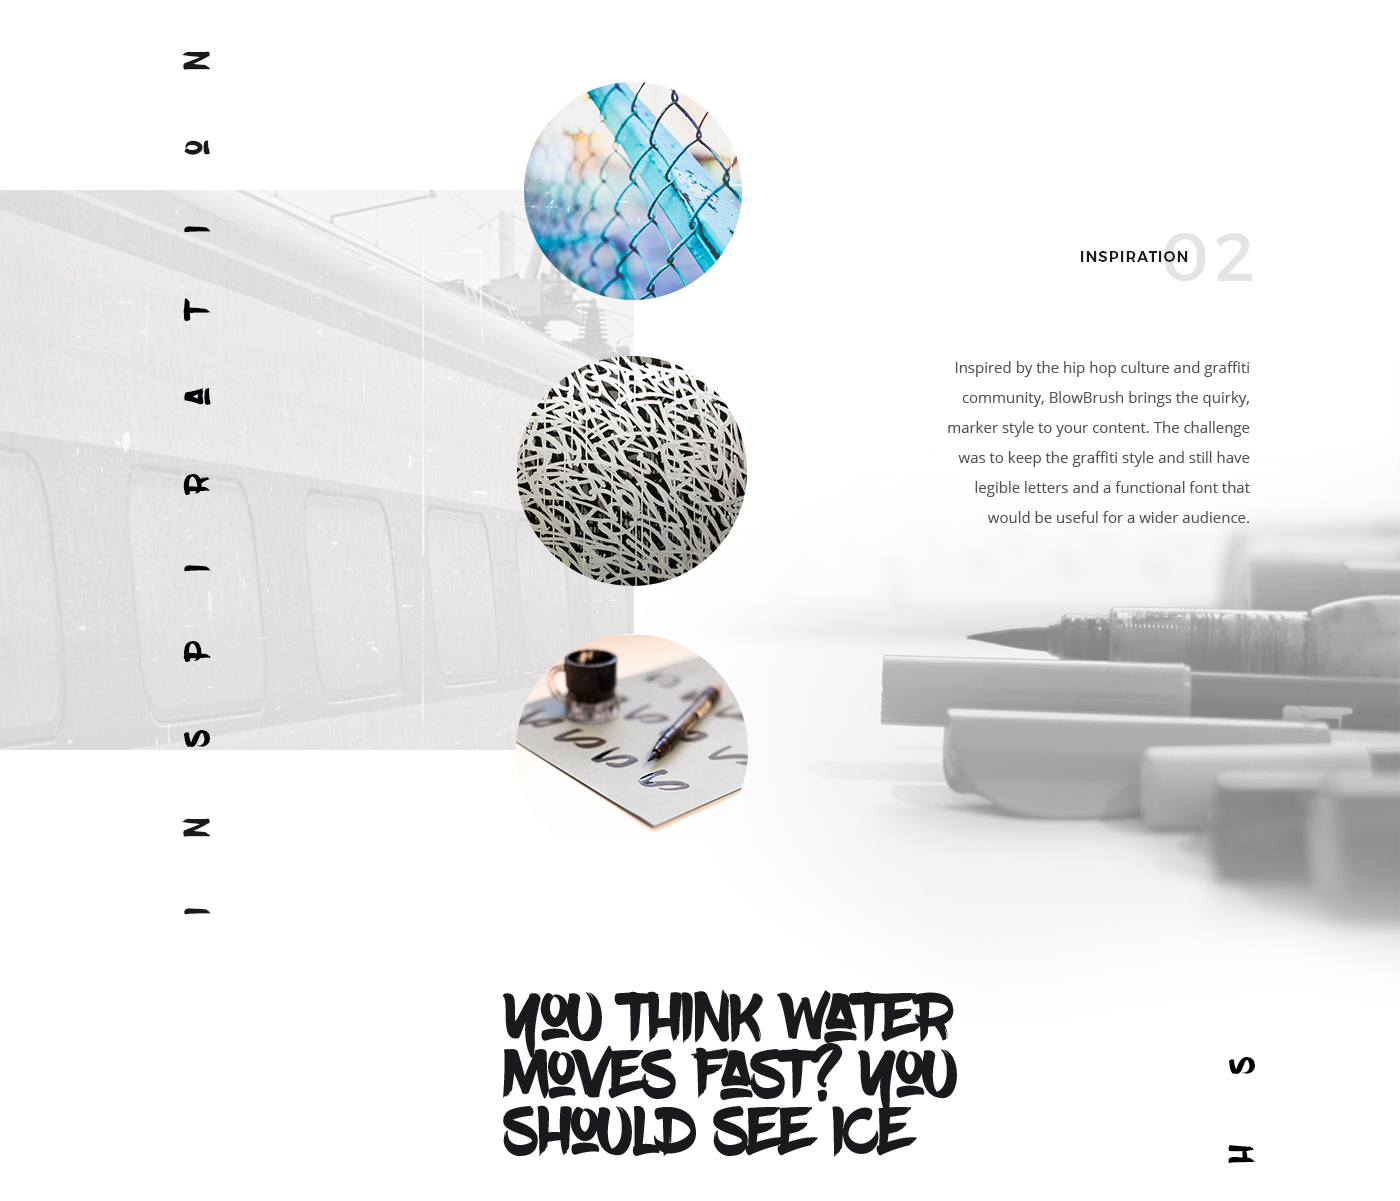 INSPIRATION
INSPIRATION 02
Inspired by the hip hop culture and graffiti
community, BlowBrush brings the quirky,
marker style to your content. The challenge
was to keep the graffiti style and still have
legible letters and a functional font that
would be useful for a wider audience.
YOU THINK WATER
MOVES FAST? YOU
SHOULD SEE ICE
H S